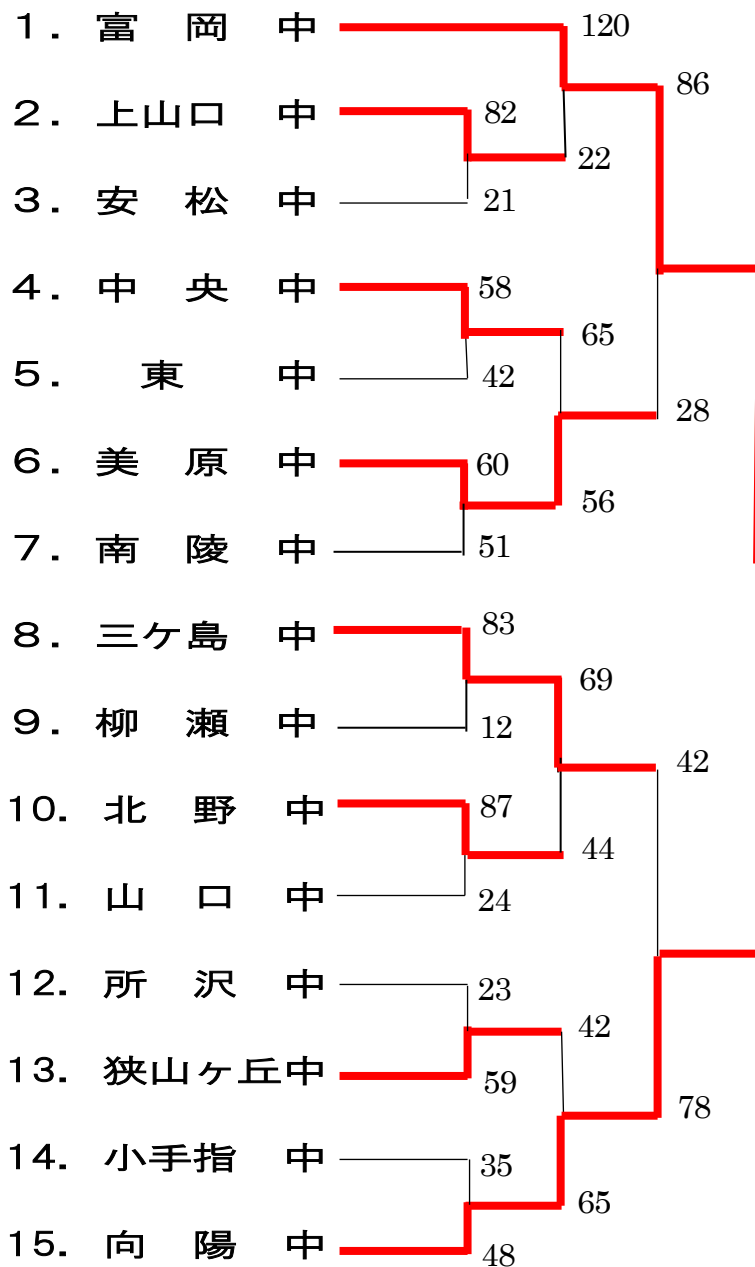 1. 富岡中 120
86
2. 上山口中 82
22
3. 安松中 21
4. 中央中 58
65
5. 東中 42
28
6. 美原中 60
56
7. 南陵中 51
8. 三ケ島中 83
69
9. 柳瀬中 12
42
10. 北野中 87
44
11. 山口中 24
12. 所沢中 23
42
13. 狭山ヶ丘中 59
78
14. 小手指中 35
65
15. 向陽中 48